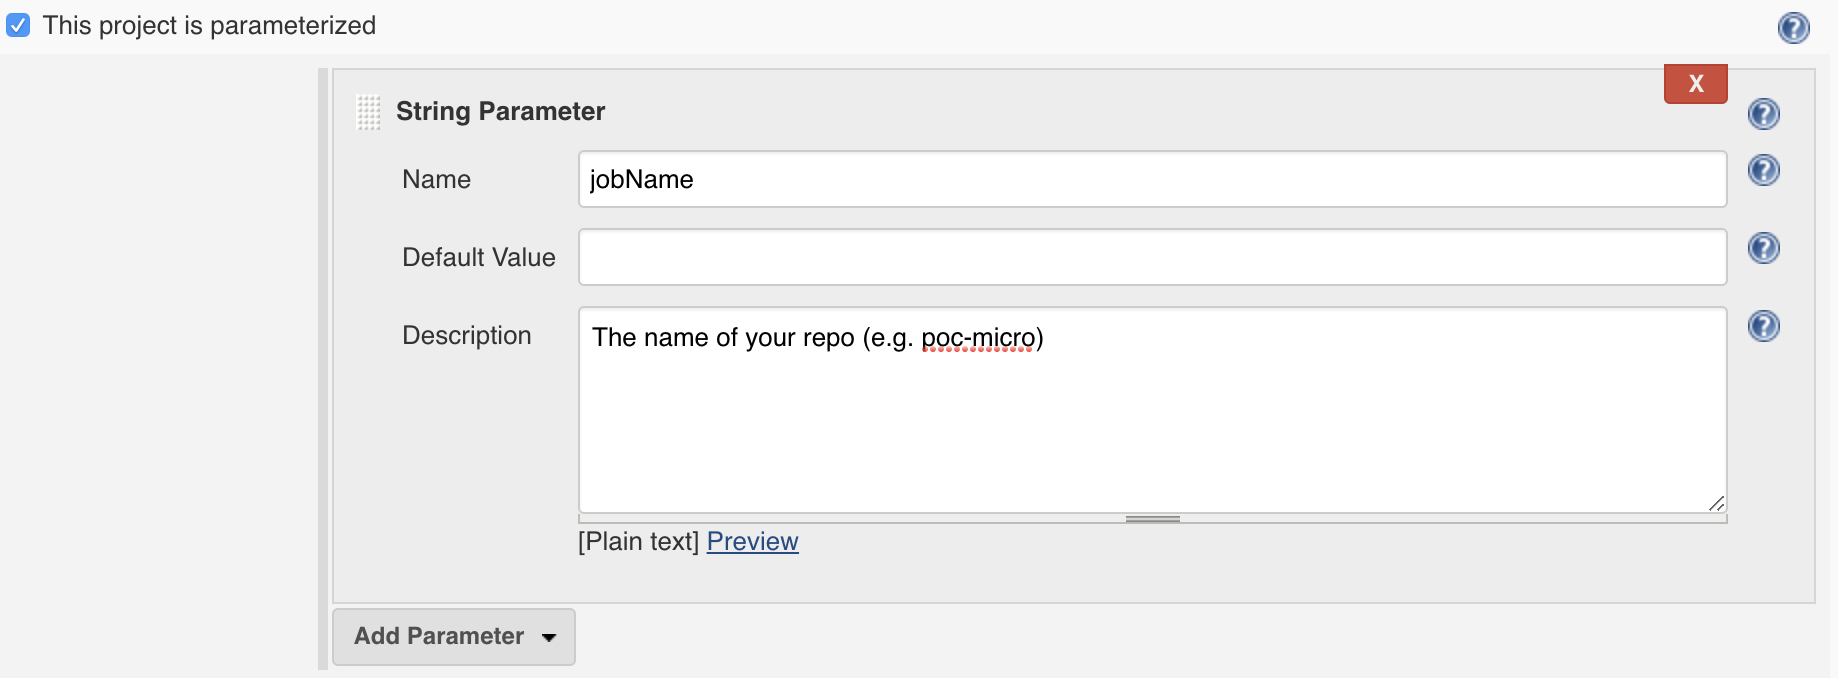 This project is parameterized
?
X
String Parameter
?
Name
jobName
?
Default Value
?
Description
The name of your repo (e.g. poc-micro)
?
[Plain text] Preview
Add Parameter